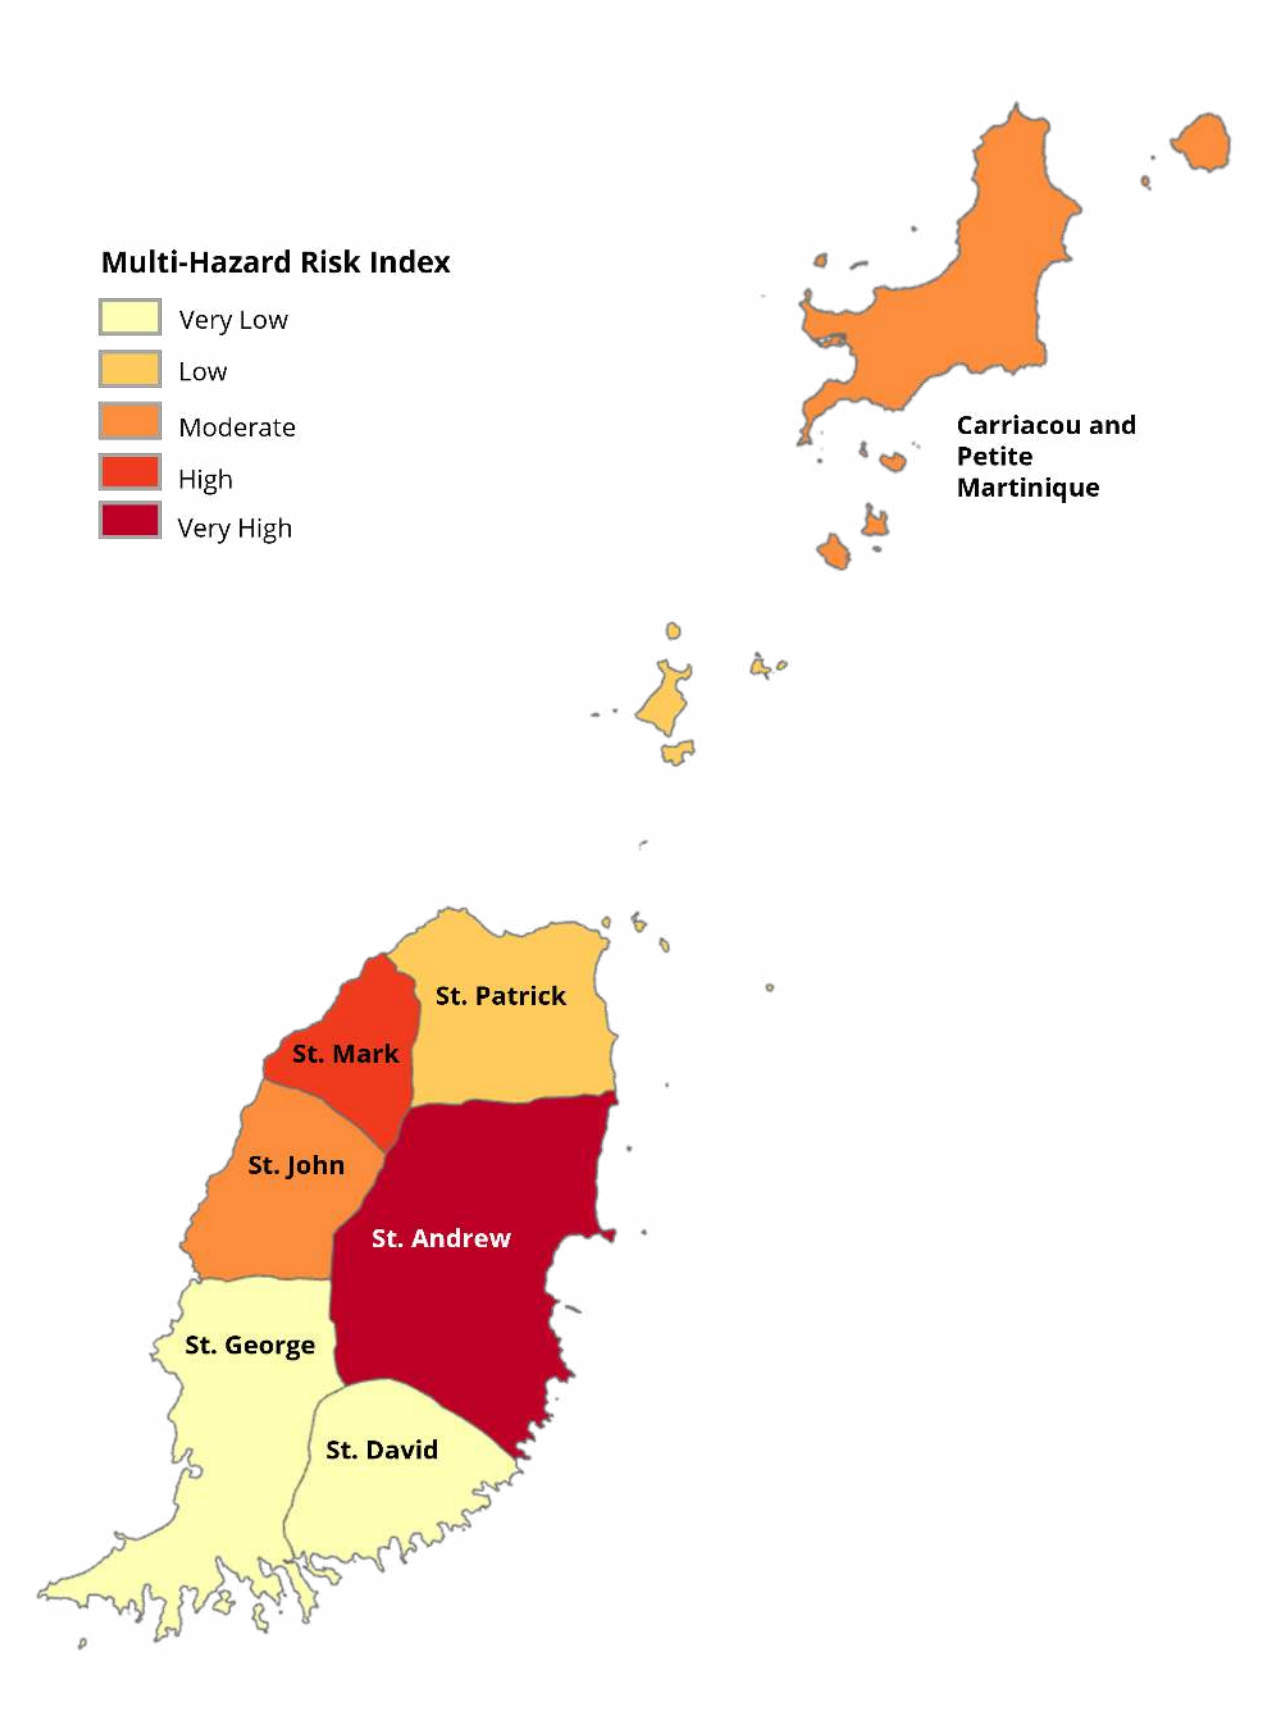 Multi-Hazard Risk Index
Very Low
Low
Moderate
High
Very High
Carriacou and
Petite
Martinique
St. Patrick
St. Mark
St. John
St. Andrew
St. George
St. David